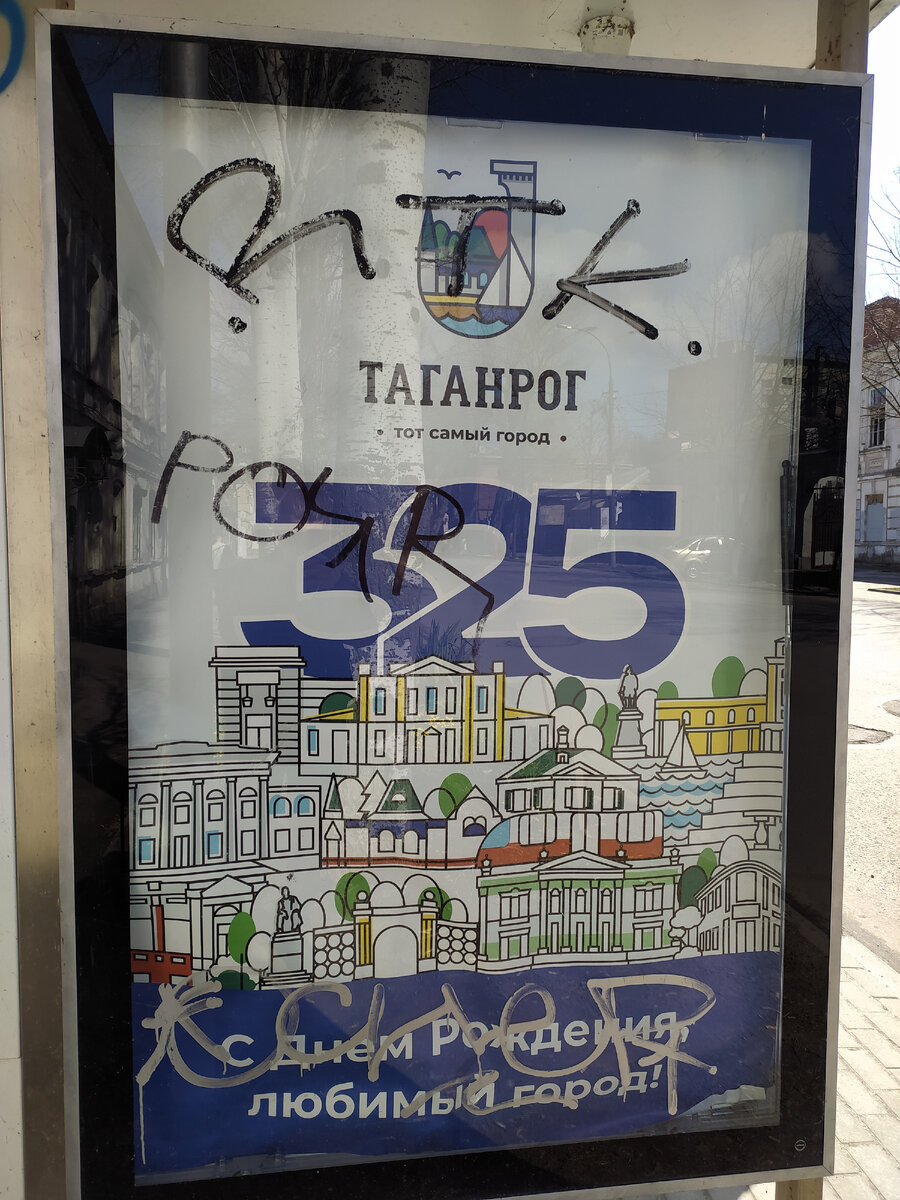 ТАГАНРОГ
• тот самый город •
325
С Днем Рождения,
любимый город!